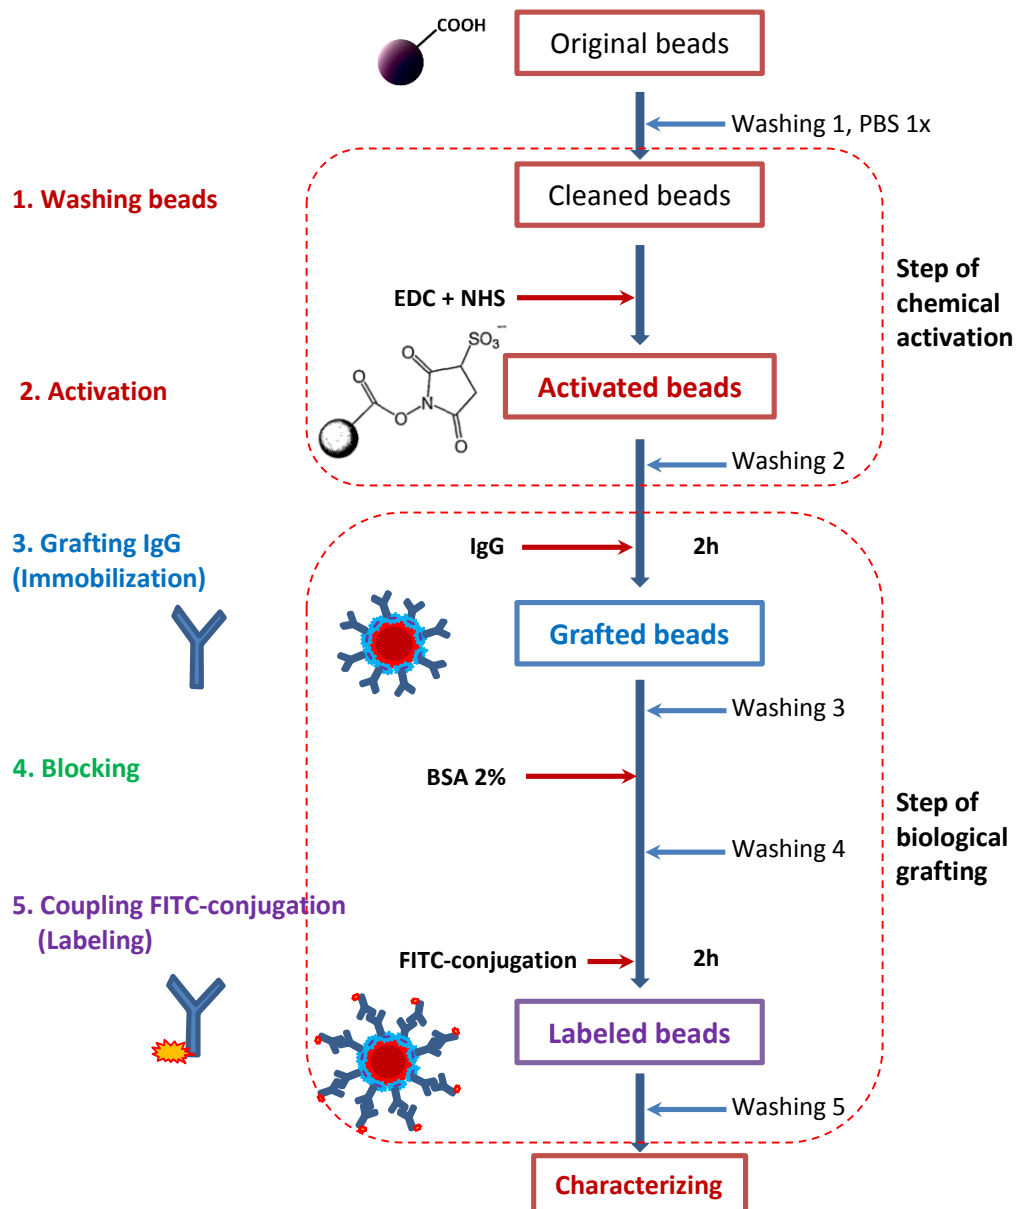 COOH
Original beads
Washing 1, PBS 1x
1. Washing beads
Cleaned beads
Step of
chemical
activation
EDC + NHS
SO3−
O
O
N
O
O
2. Activation
Activated beads
Washing 2
3. Grafting IgG
(Immobilization)
IgG
2h
Grafted beads
Washing 3
4. Blocking
BSA 2%
Step of
biological
grafting
Washing 4
5. Coupling FITC-conjugation
(Labeling)
FITC-conjugation
2h
Labeled beads
Washing 5
Characterizing